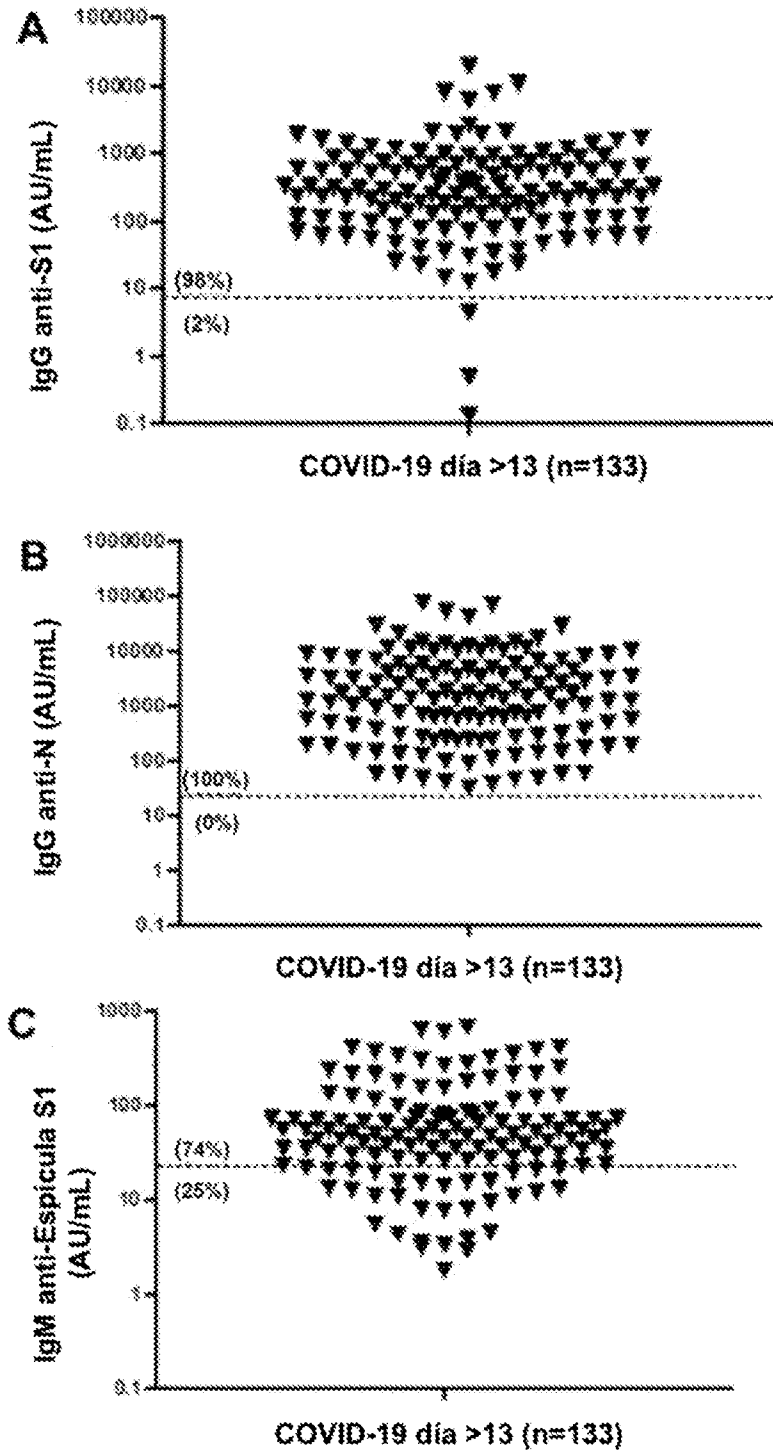 A
100000
10000
1000
100
10
1
0.1
IgG anti-S1 (AU/mL)
(98%)
(2%)
COVID-19 día >13 (n=133)
B
1000000
100000
10000
1000
100
10
1
0.1
IgG anti-N (AU/mL)
(100%)
(0%)
COVID-19 día >13 (n=133)
C
1000
100
10
1
0.1
IgM anti-Espicula S1
(AU/mL)
(74%)
(25%)
COVID-19 día >13 (n=133)